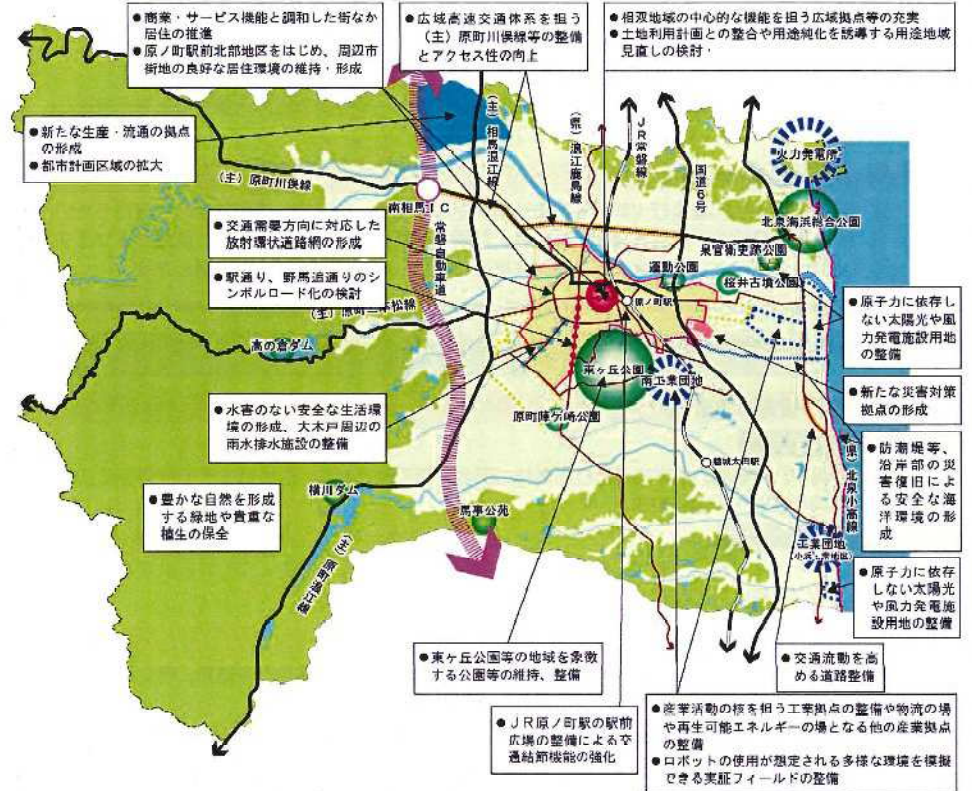 ●商業・サービス機能と調和した街なか
居住の推進
●原ノ町駅前北部地区をはじめ、周辺市
街地の良好な居住環境の維持・形成
●広域高速交通体系を担う
（主）原町川俣線等の整備
とアクセス性の向上
●相双地域の中心的な機能を担う広域拠点等の充実
●土地利用計画との整合や用途純化を誘導する用途地域
見直しの検討
●新たな生産・流通の拠点
の形成
●都市計画区域の拡大
（主）原町川俣線
南相馬IC
（主）相馬浪江線
（県）浪江鹿島線
JR常磐線
国道6号
火力発電所
北泉海浜総合公園
泉官衙史跡公園
桜井古墳公園
運動公園
原ノ町駅
常磐自動車道
●交通需要方向に対応した
放射環状道路網の形成
●駅通り、野馬追通りのシ
ンボルロード化の検討
（主）原町二本松線
高の倉ダム
東ヶ丘公園
南工業団地
原町陣ヶ崎公園
●原子力に依存し
ない太陽光や風
力発電施設用地
の整備
●新たな災害対策
拠点の形成
●水害のない安全な生活環
境の形成、大木戸周辺の
雨水排水施設の整備
磐城太田駅
（県）北泉小高線
●防潮堤等、
沿岸部の災
害復旧によ
る安全な海
洋環境の形
成
●豊かな自然を形成
する緑地や貴重な
植生の保全
横川ダム
馬事公苑
（主）原町浪江線
工業団地
●原子力に依存
しない太陽光
や風力発電施
設用地の整備
●東ヶ丘公園等の地域を象徴
する公園等の維持、整備
●交通流動を高
める道路整備
●JR原ノ町駅の駅前
広場の整備による交
通結節機能の強化
●産業活動の核を担う工業拠点の整備や物流の場
や再生可能エネルギーの場となる他の産業拠点
の整備
●ロボットの使用が想定される多様な環境を模擬
できる実証フィールドの整備